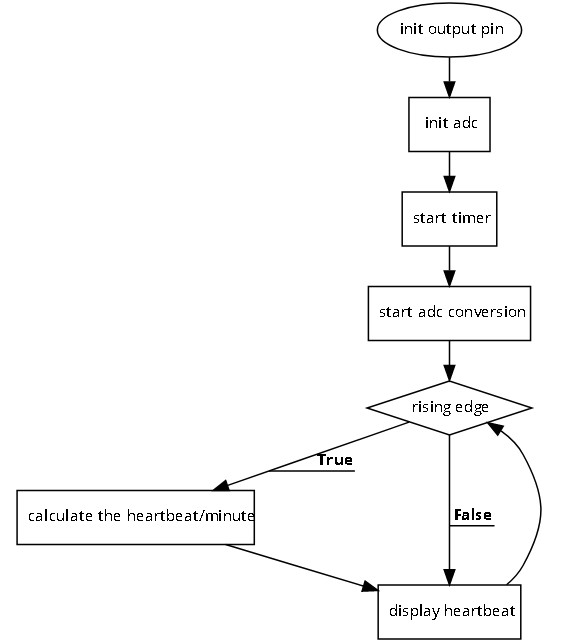 init output pin
init adc
start timer
start adc conversion
rising edge
True
calculate the heartbeat/minute
False
display heartbeat